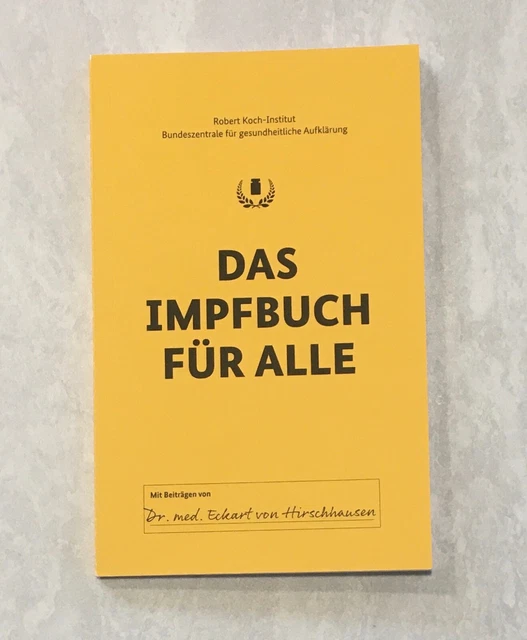 Robert Koch-Institut
Bundeszentrale für gesundheitliche Aufklärung
DAS
IMPFBUCH
FÜR ALLE
Mit Beiträgen von
Dr. med. Eckart von Hirschhausen